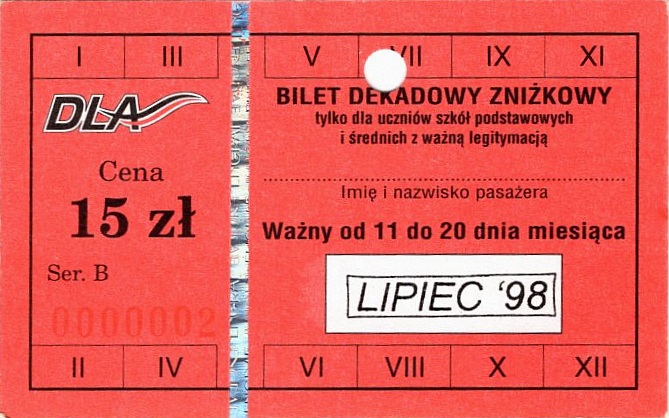 I III V VII IX XI
DLA
BILET DEKADOWY ZNIŻKOWY
tylko dla uczniów szkół podstawowych
i średnich z ważną legitymacją
Cena
15 zł
Imię i nazwisko pasażera
Ważny od 11 do 20 dnia miesiąca
Ser. B
LIPIEC '98
0000002
II IV VI VIII X XII